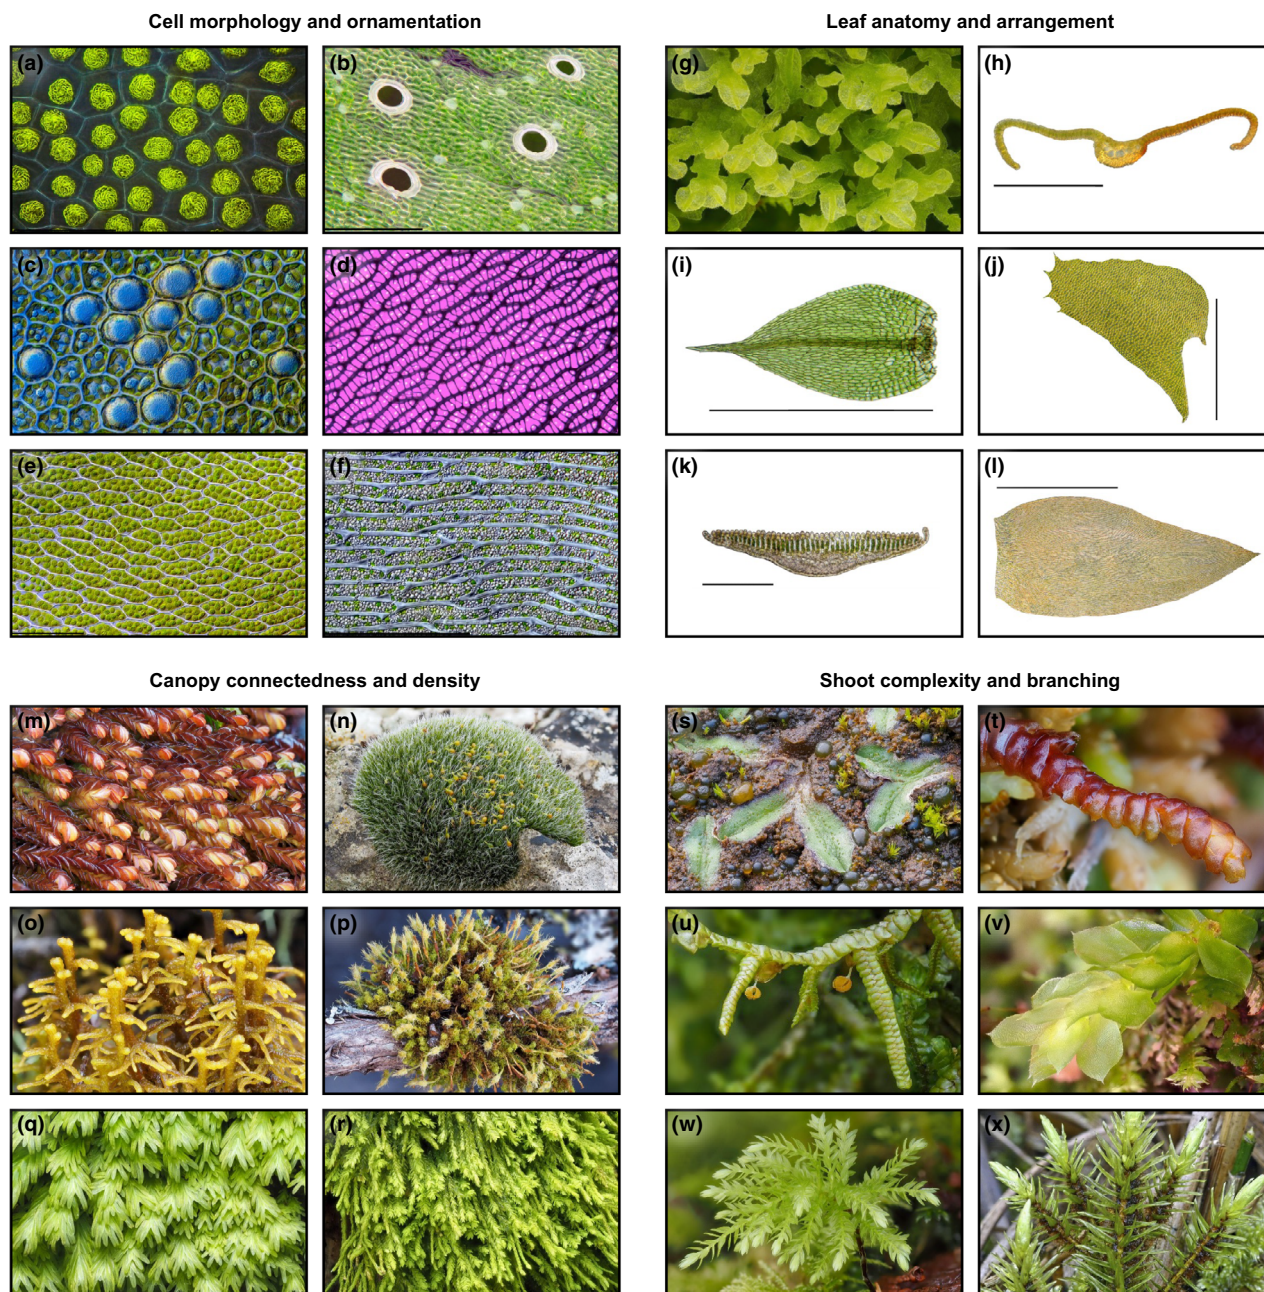 Cell morphology and ornamentation
Leaf anatomy and arrangement
(a)
(b)
(g)
(h)
(c)
(d)
(i)
(j)
(e)
(f)
(k)
(l)
Canopy connectedness and density
Shoot complexity and branching
(m)
(n)
(s)
(t)
(o)
(p)
(u)
(v)
(q)
(r)
(w)
(x)